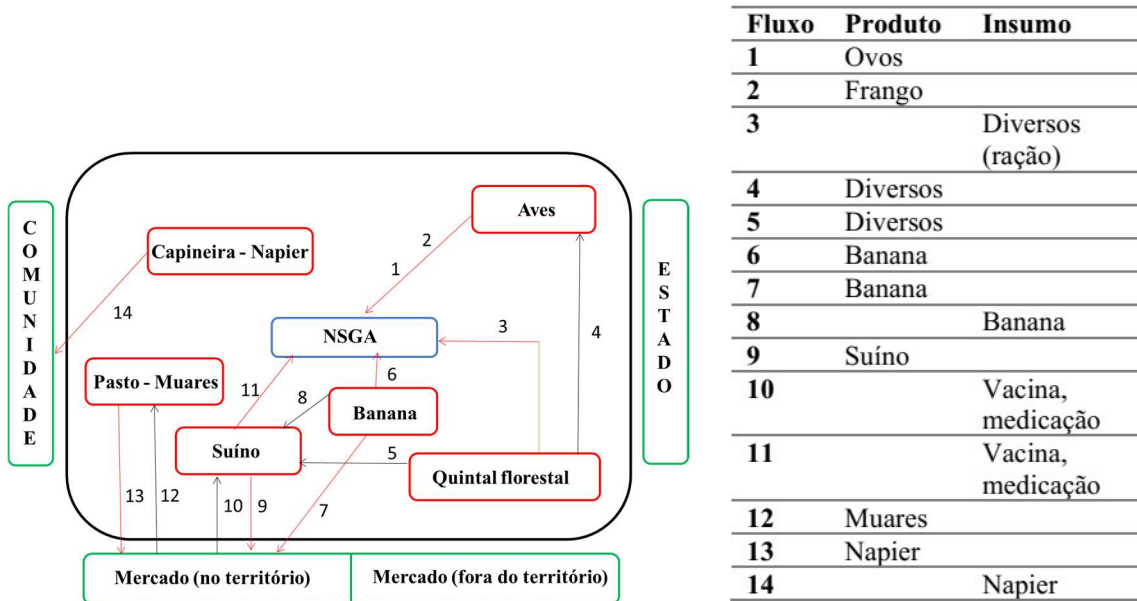 COMUNIDADE
Capineira - Napier
14
Aves
2
1
NSGA
3
4
Pasto - Muares
11
6
8
Banana
Suíno
5
Quintal florestal
13
12
10
9
7
ESTADO
Mercado (no território)
Mercado (fora do território)
Fluxo Produto Insumo
1 Ovos
2 Frango
3 Diversos
(ração)
4 Diversos
5 Diversos
6 Banana
7 Banana
8 Banana
9 Suíno
10 Vacina,
medicação
11 Vacina,
medicação
12 Muares
13 Napier
14 Napier